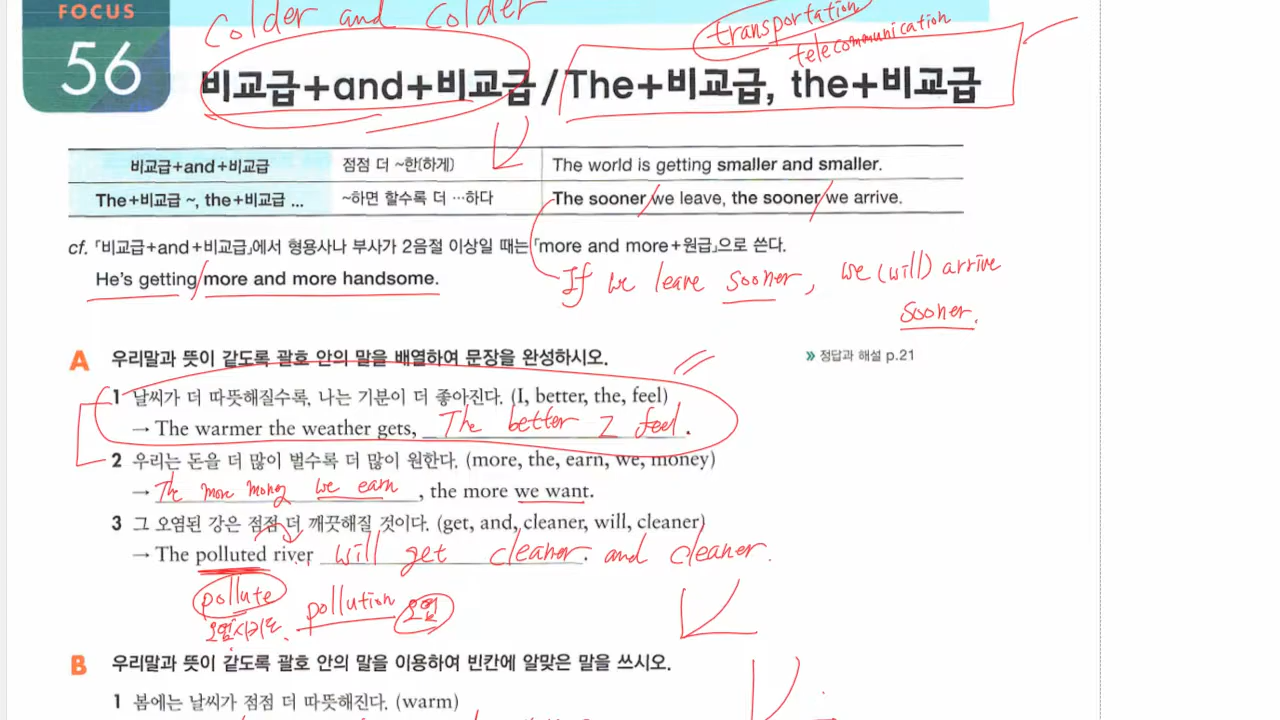 FOCUS
56
colder and colder
transportation
telecommunication
비교급+and+비교급/The+비교급, the+비교급
비교급+and+비교급 점점 더 ~한(하게) The world is getting smaller and smaller.
The+비교급 ~, the+비교급 ... ~하면 할수록 더 …하다 The sooner we leave, the sooner we arrive.
cf. 「비교급+and+비교급」에서 형용사나 부사가 2음절 이상일 때는 「more and more+원급」으로 쓴다.
He's getting more and more handsome.
If we leave sooner, we (will) arrive
sooner.
A 우리말과 뜻이 같도록 괄호 안의 말을 배열하여 문장을 완성하시오.
» 정답과 해설 p.21
1 날씨가 더 따뜻해질수록, 나는 기분이 더 좋아진다. (I, better, the, feel)
→ The warmer the weather gets, The better I feel.
2 우리는 돈을 더 많이 벌수록 더 많이 원한다. (more, the, earn, we, money)
→ The more money we earn, the more we want.
3 그 오염된 강은 점점 더 깨끗해질 것이다. (get, and, cleaner, will, cleaner)
→ The polluted river will get cleaner. and cleaner.
pollute pollution 오염
오염시키다.
B 우리말과 뜻이 같도록 괄호 안의 말을 이용하여 빈칸에 알맞은 말을 쓰시오.
1 봄에는 날씨가 점점 더 따뜻해진다. (warm)